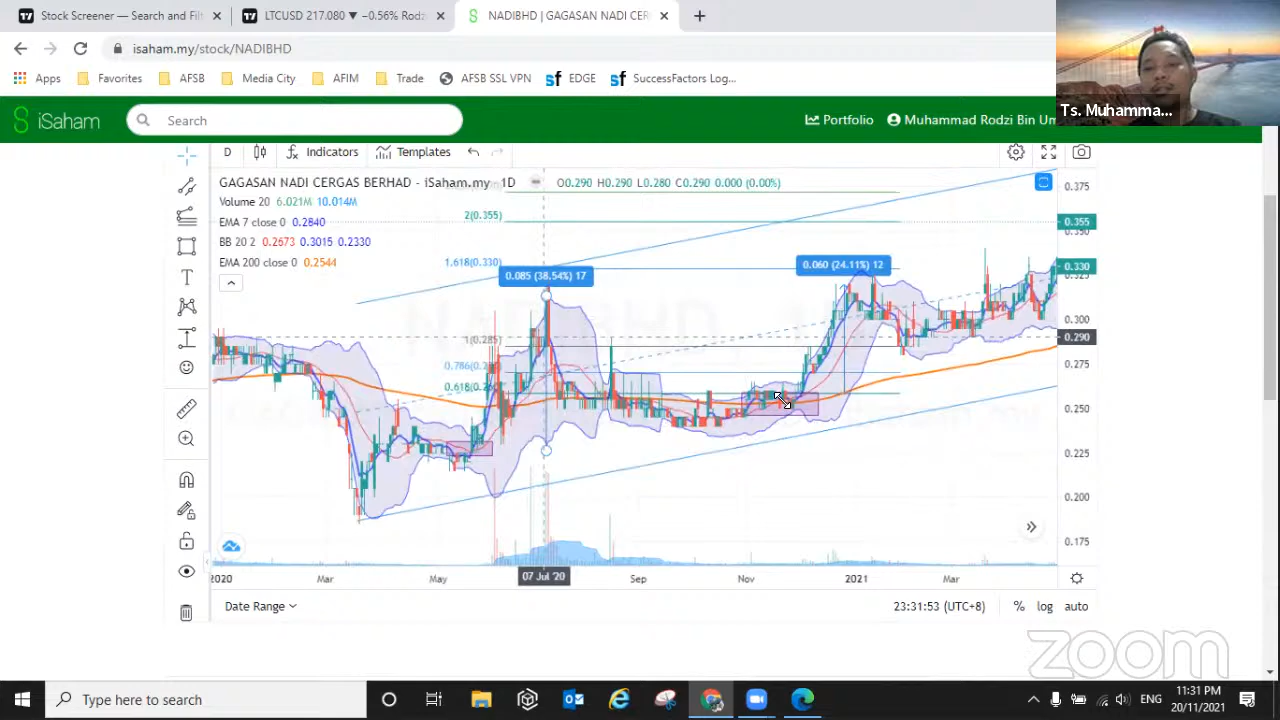 Stock Screener — Search and Filt
LTCUSD 217.080 ▼ −0.56% Rodz
NADIBHD | GAGASAN NADI CER
isaham.my/stock/NADIBHD
Apps
Favorites
AFSB
Media City
AFIM
Trade
AFSB SSL VPN
EDGE
SuccessFactors Log...
Ts. Muhamma...
iSaham
Search
Portfolio
Muhammad Rodzi Bin Um
D
Indicators
Templates
GAGASAN NADI CERGAS BERHAD - iSaham.my 1D
O0.290 H0.290 L0.280 C0.290 0.000 (0.00%)
Volume 20 6.021M 10.014M
EMA 7 close 0 0.2840
BB 20 2 0.2673 0.3015 0.2330
EMA 200 close 0 0.2544
2(0.355)
1.618(0.330)
0.085 (38.54%) 17
0.060 (24.11%) 12
1(0.285)
0.375
0.355
0.330
0.300
0.290
0.275
0.250
0.225
0.200
0.175
2020
Mar
May
07 Jul '20
Sep
Nov
2021
Mar
Date Range
23:31:53 (UTC+8)
%
log
auto
zoom
Type here to search
ENG
11:31 PM
20/11/2021